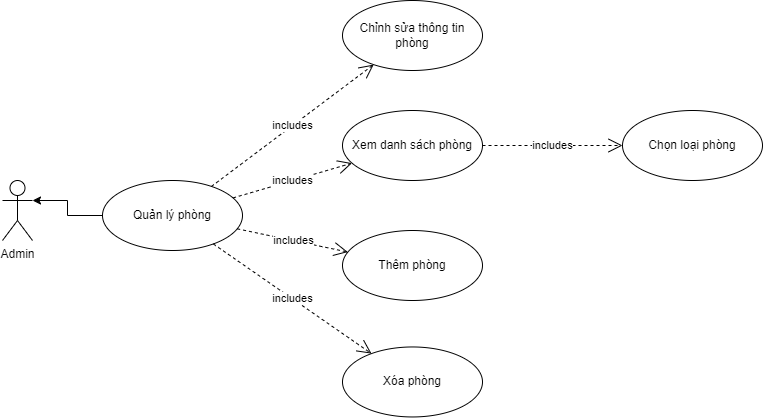 Chỉnh sửa thông tin
phòng
includes
Xem danh sách phòng
includes
Chọn loại phòng
includes
Quản lý phòng
Admin
includes
Thêm phòng
includes
Xóa phòng